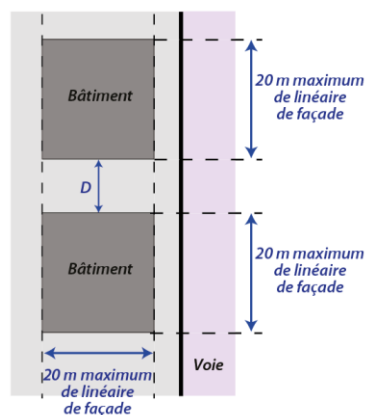 Bâtiment
20 m maximum
de linéaire
de façade
D
Bâtiment
20 m maximum
de linéaire
de façade
Voie
20 m maximum
de linéaire
de façade